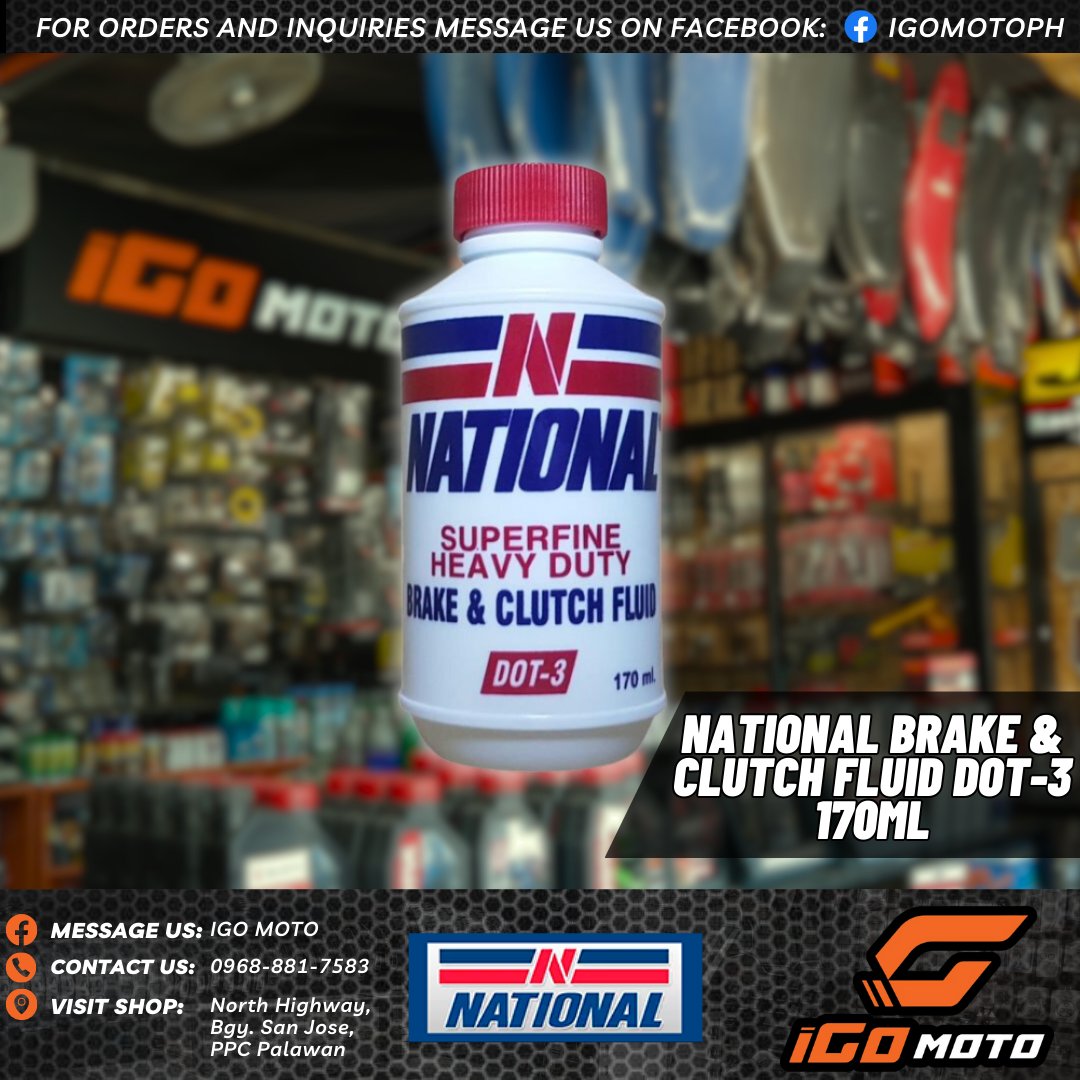 FOR ORDERS AND INQUIRIES MESSAGE US ON FACEBOOK: IGOMOTOPH
iGO MOTO
N
NATIONAL
SUPERFINE
HEAVY DUTY
BRAKE & CLUTCH FLUID
DOT-3
170 ml.
NATIONAL BRAKE &
CLUTCH FLUID DOT-3
170ML
MESSAGE US: IGO MOTO
CONTACT US: 0968-881-7583
VISIT SHOP: North Highway,
Bgy. San Jose,
PPC Palawan
N
NATIONAL
iGO MOTO